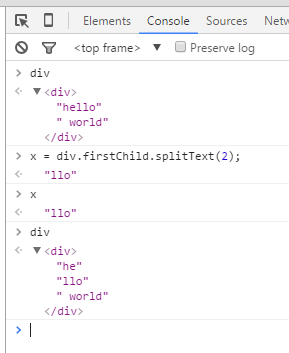 Elements Console Sources Network
<top frame> ▼ Preserve log
> div
<div>
"hello"
" world"
</div>
> x = div.firstChild.splitText(2);
"llo"
> x
"llo"
> div
<div>
"he"
"llo"
" world"
</div>
>